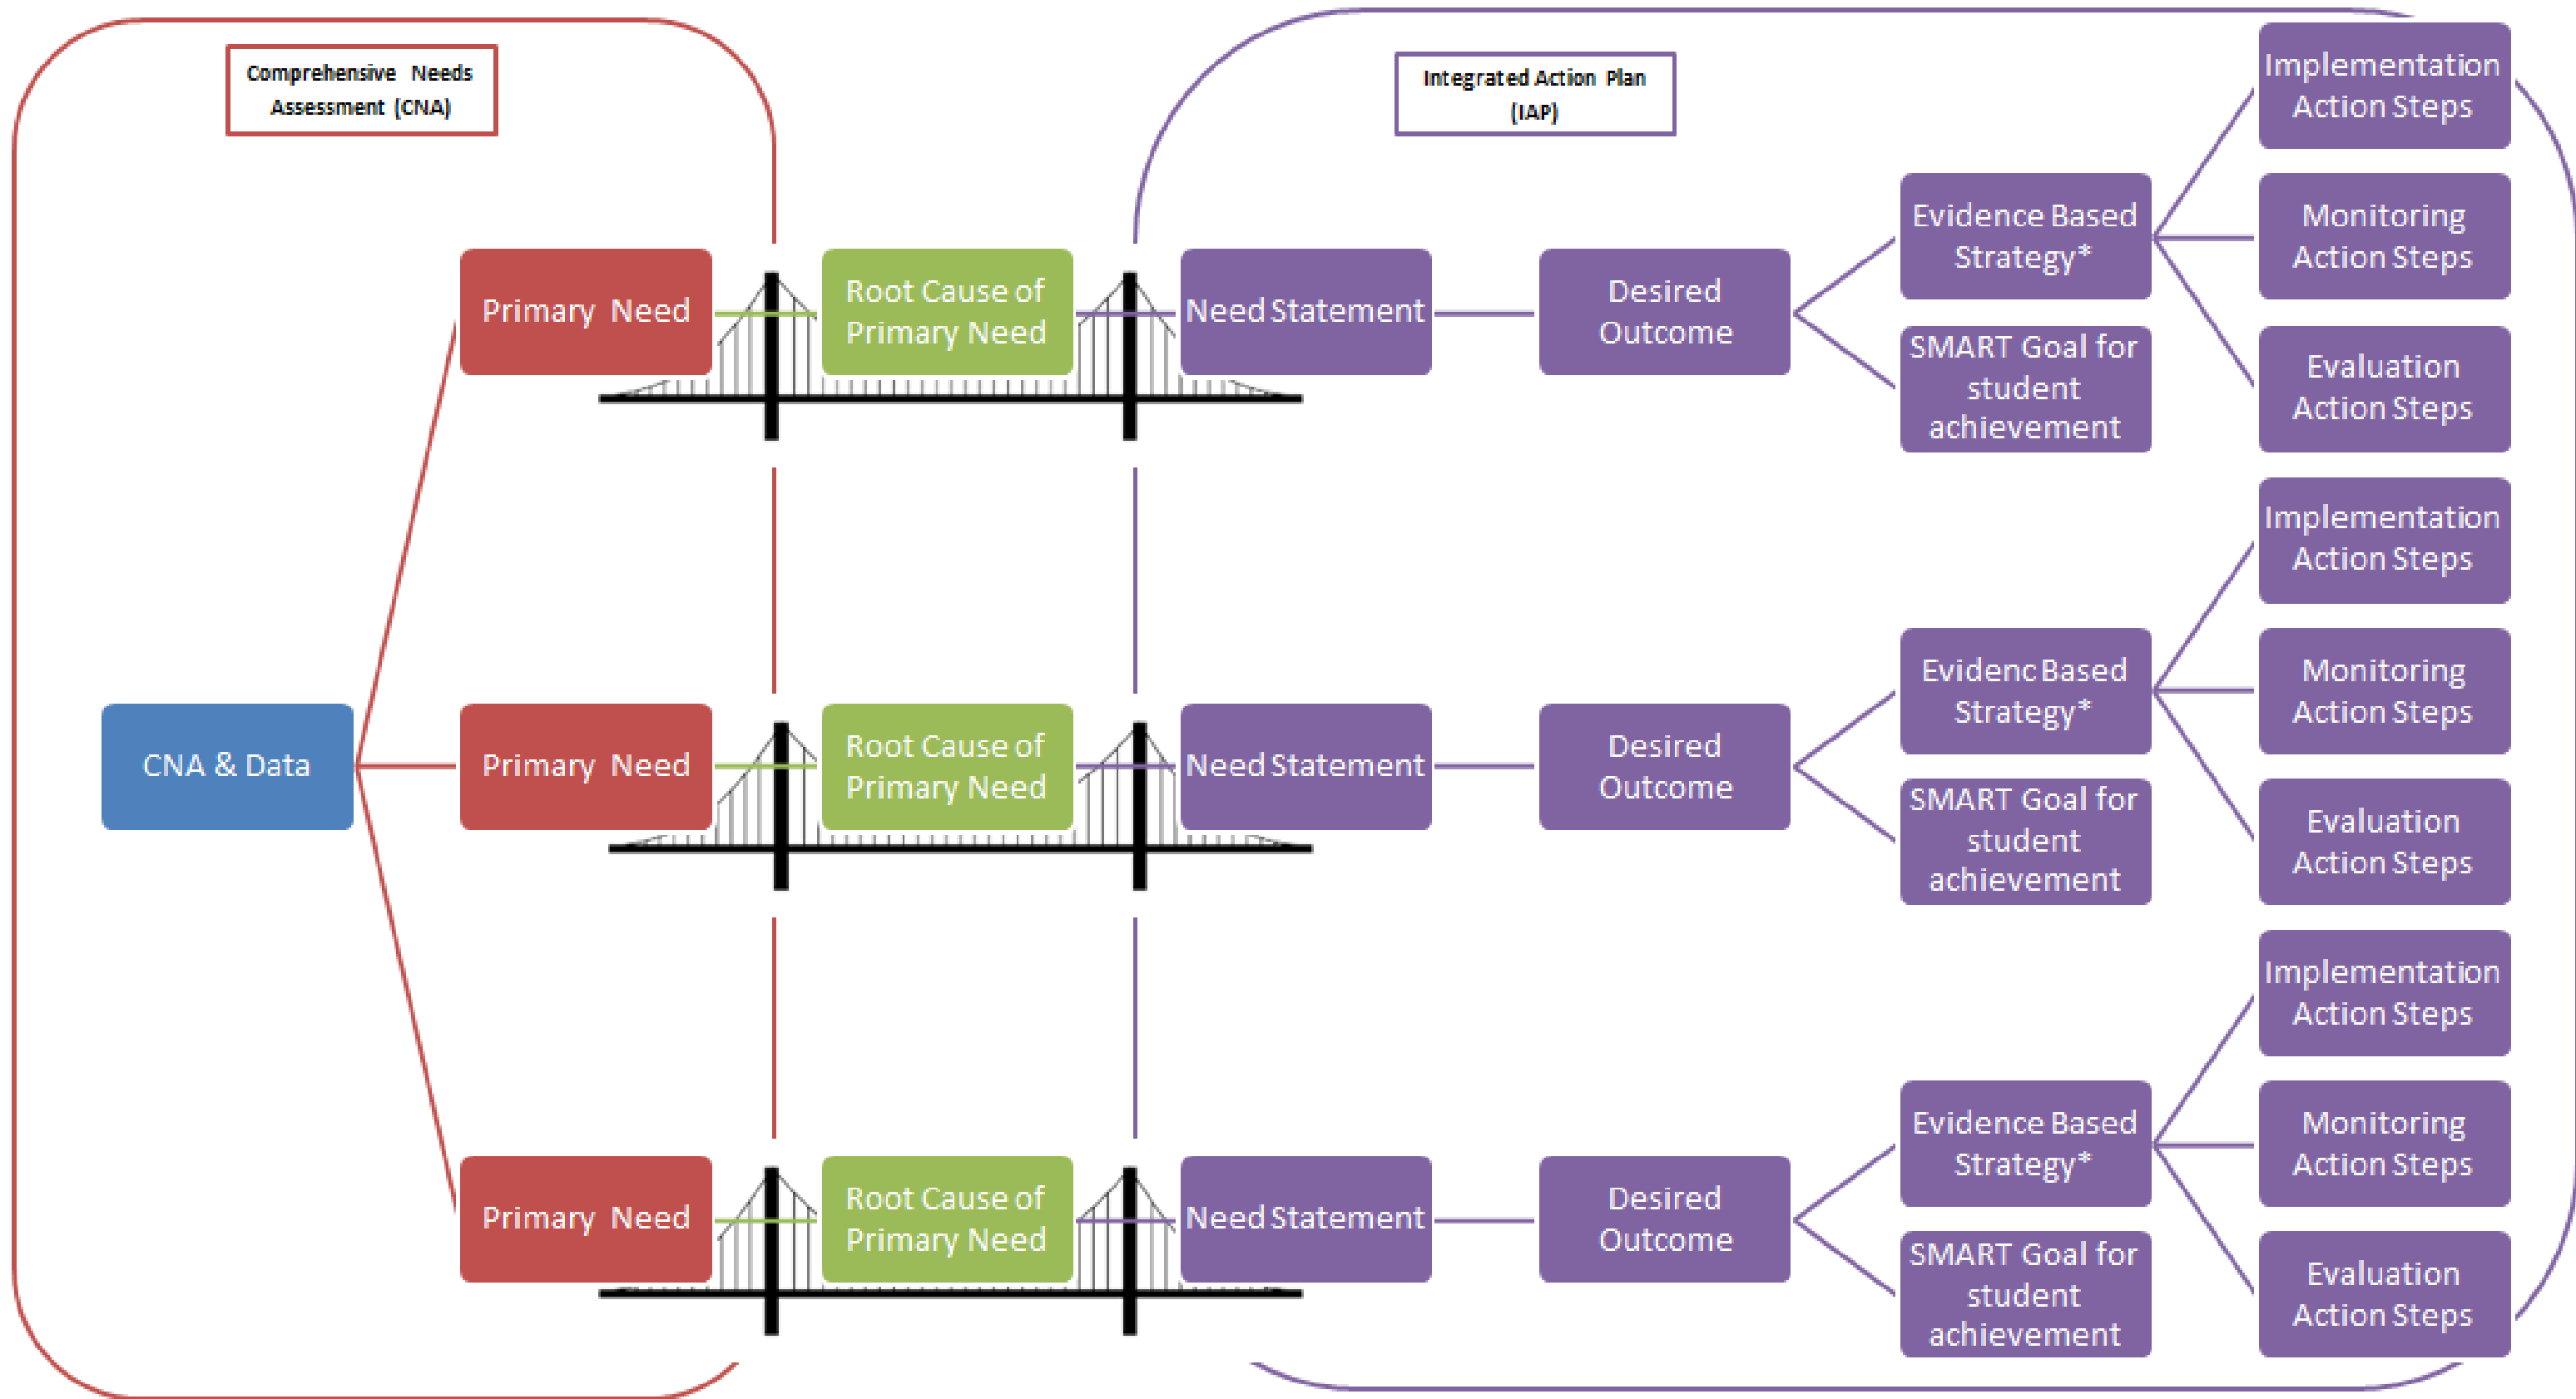 Comprehensive Needs
Assessment (CNA)
Integrated Action Plan
(IAP)
CNA & Data
Primary Need
Root Cause of
Primary Need
Need Statement
Desired
Outcome
Evidence Based
Strategy*
SMART Goal for
student
achievement
Implementation
Action Steps
Monitoring
Action Steps
Evaluation
Action Steps
Primary Need
Root Cause of
Primary Need
Need Statement
Desired
Outcome
Evidenc Based
Strategy*
SMART Goal for
student
achievement
Implementation
Action Steps
Monitoring
Action Steps
Evaluation
Action Steps
Primary Need
Root Cause of
Primary Need
Need Statement
Desired
Outcome
Evidence Based
Strategy*
SMART Goal for
student
achievement
Implementation
Action Steps
Monitoring
Action Steps
Evaluation
Action Steps